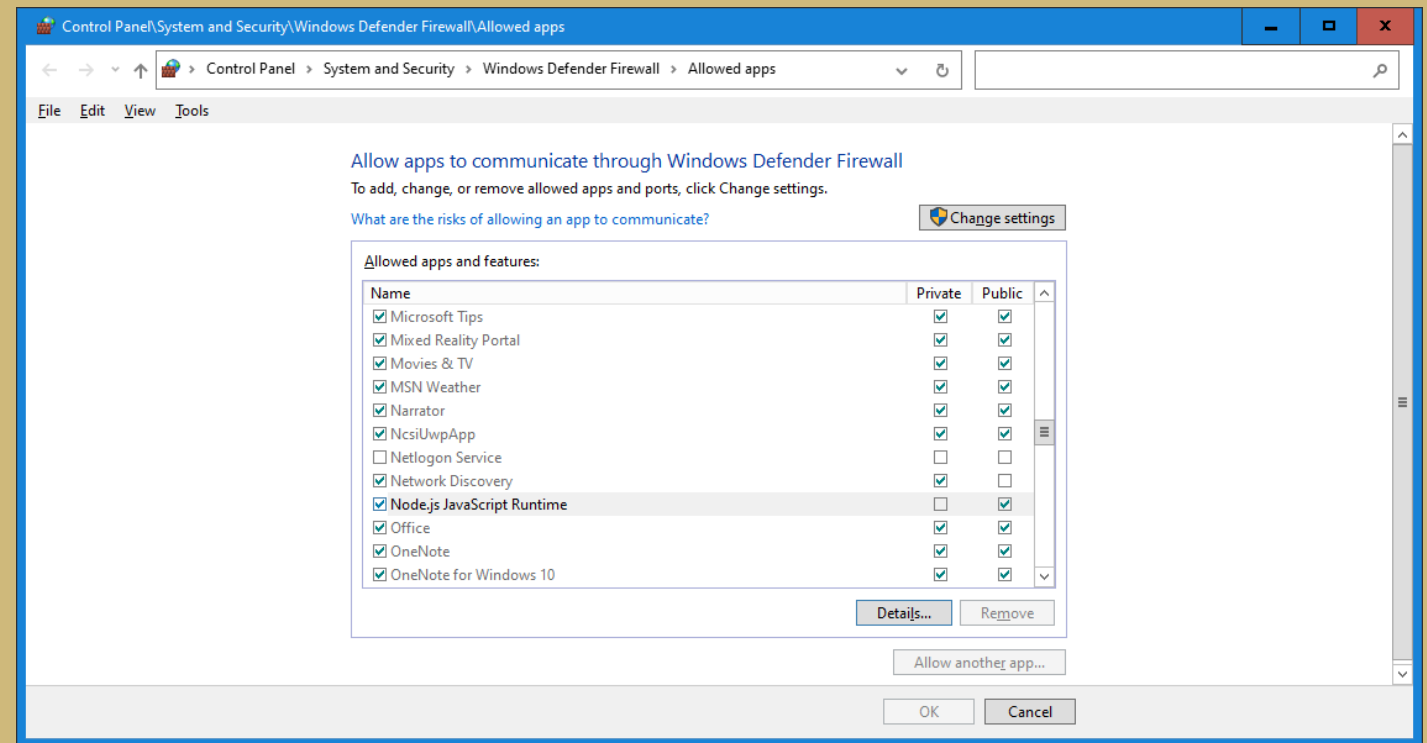 Control Panel\System and Security\Windows Defender Firewall\Allowed apps
Control Panel > System and Security > Windows Defender Firewall > Allowed apps
File Edit View Tools
Allow apps to communicate through Windows Defender Firewall
To add, change, or remove allowed apps and ports, click Change settings.
What are the risks of allowing an app to communicate?
Change settings
Allowed apps and features:
Name Private Public
Microsoft Tips
Mixed Reality Portal
Movies & TV
MSN Weather
Narrator
NcsiUwpApp
Netlogon Service
Network Discovery
Node.js JavaScript Runtime
Office
OneNote
OneNote for Windows 10
Details... Remove
Allow another app...
OK Cancel